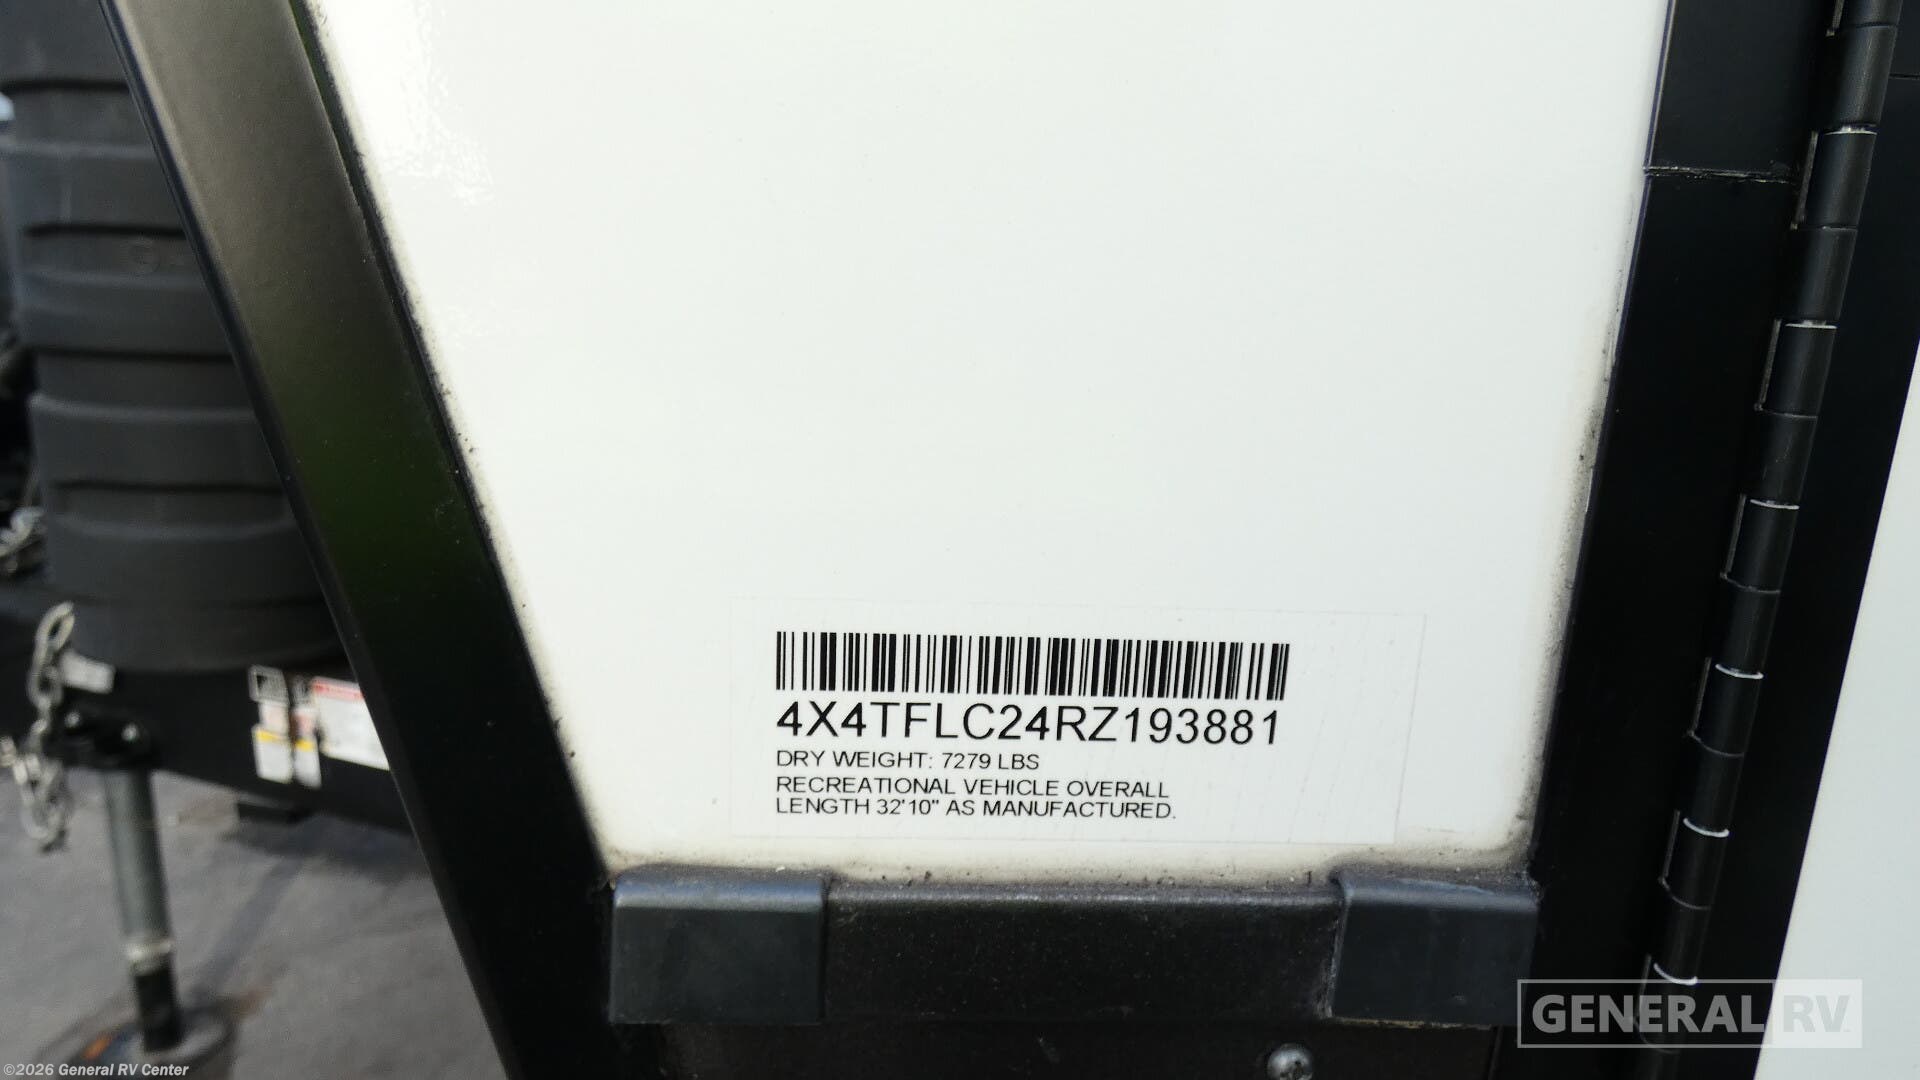 4X4TFLC24RZ193881
DRY WEIGHT: 7279 LBS
RECREATIONAL VEHICLE OVERALL
LENGTH 32'10" AS MANUFACTURED.
GENERAL RV
©2026 General RV Center